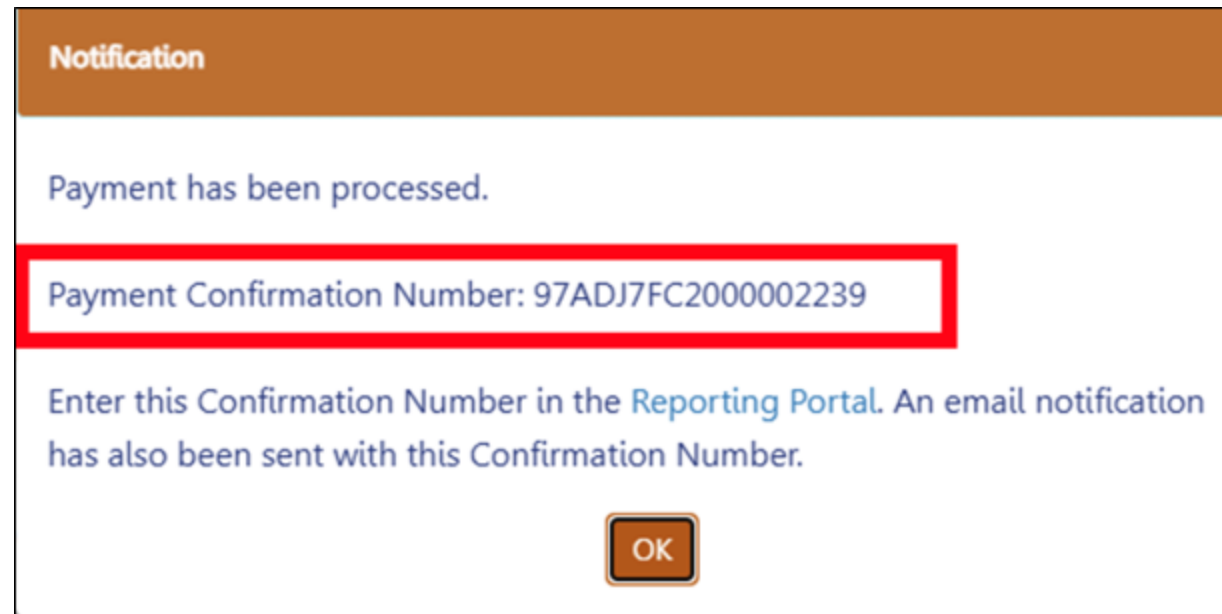 Notification
Payment has been processed.
Payment Confirmation Number: 97ADJ7FC2000002239
Enter this Confirmation Number in the Reporting Portal. An email notification
has also been sent with this Confirmation Number.
OK